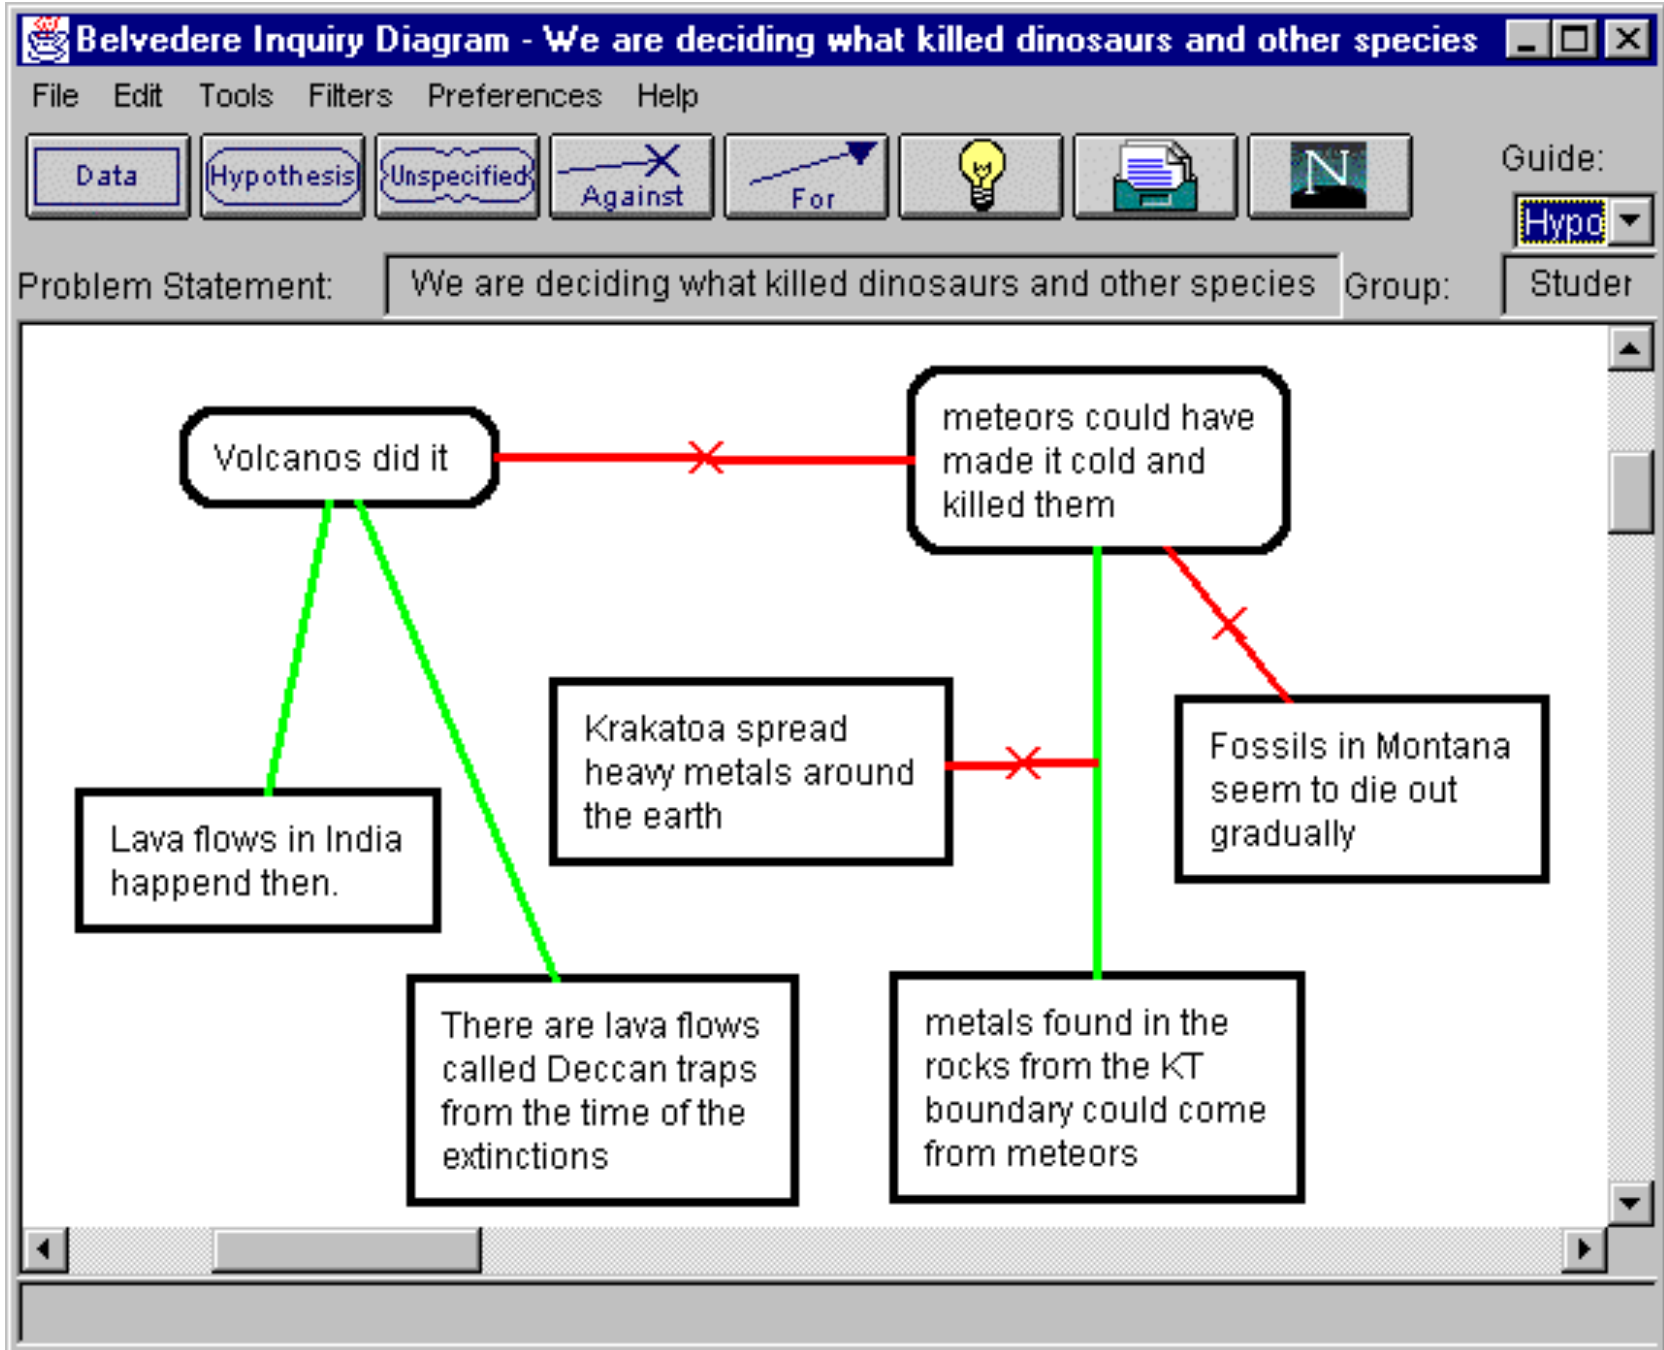 Belvedere Inquiry Diagram - We are deciding what killed dinosaurs and other species
File Edit Tools Filters Preferences Help
Data Hypothesis Unspecified Against For N
Guide:
Hypo
Problem Statement: We are deciding what killed dinosaurs and other species Group: Studer
Volcanos did it
meteors could have
made it cold and
killed them
Krakatoa spread
heavy metals around
the earth
Fossils in Montana
seem to die out
gradually
Lava flows in India
happend then.
There are lava flows
called Deccan traps
from the time of the
extinctions
metals found in the
rocks from the KT
boundary could come
from meteors